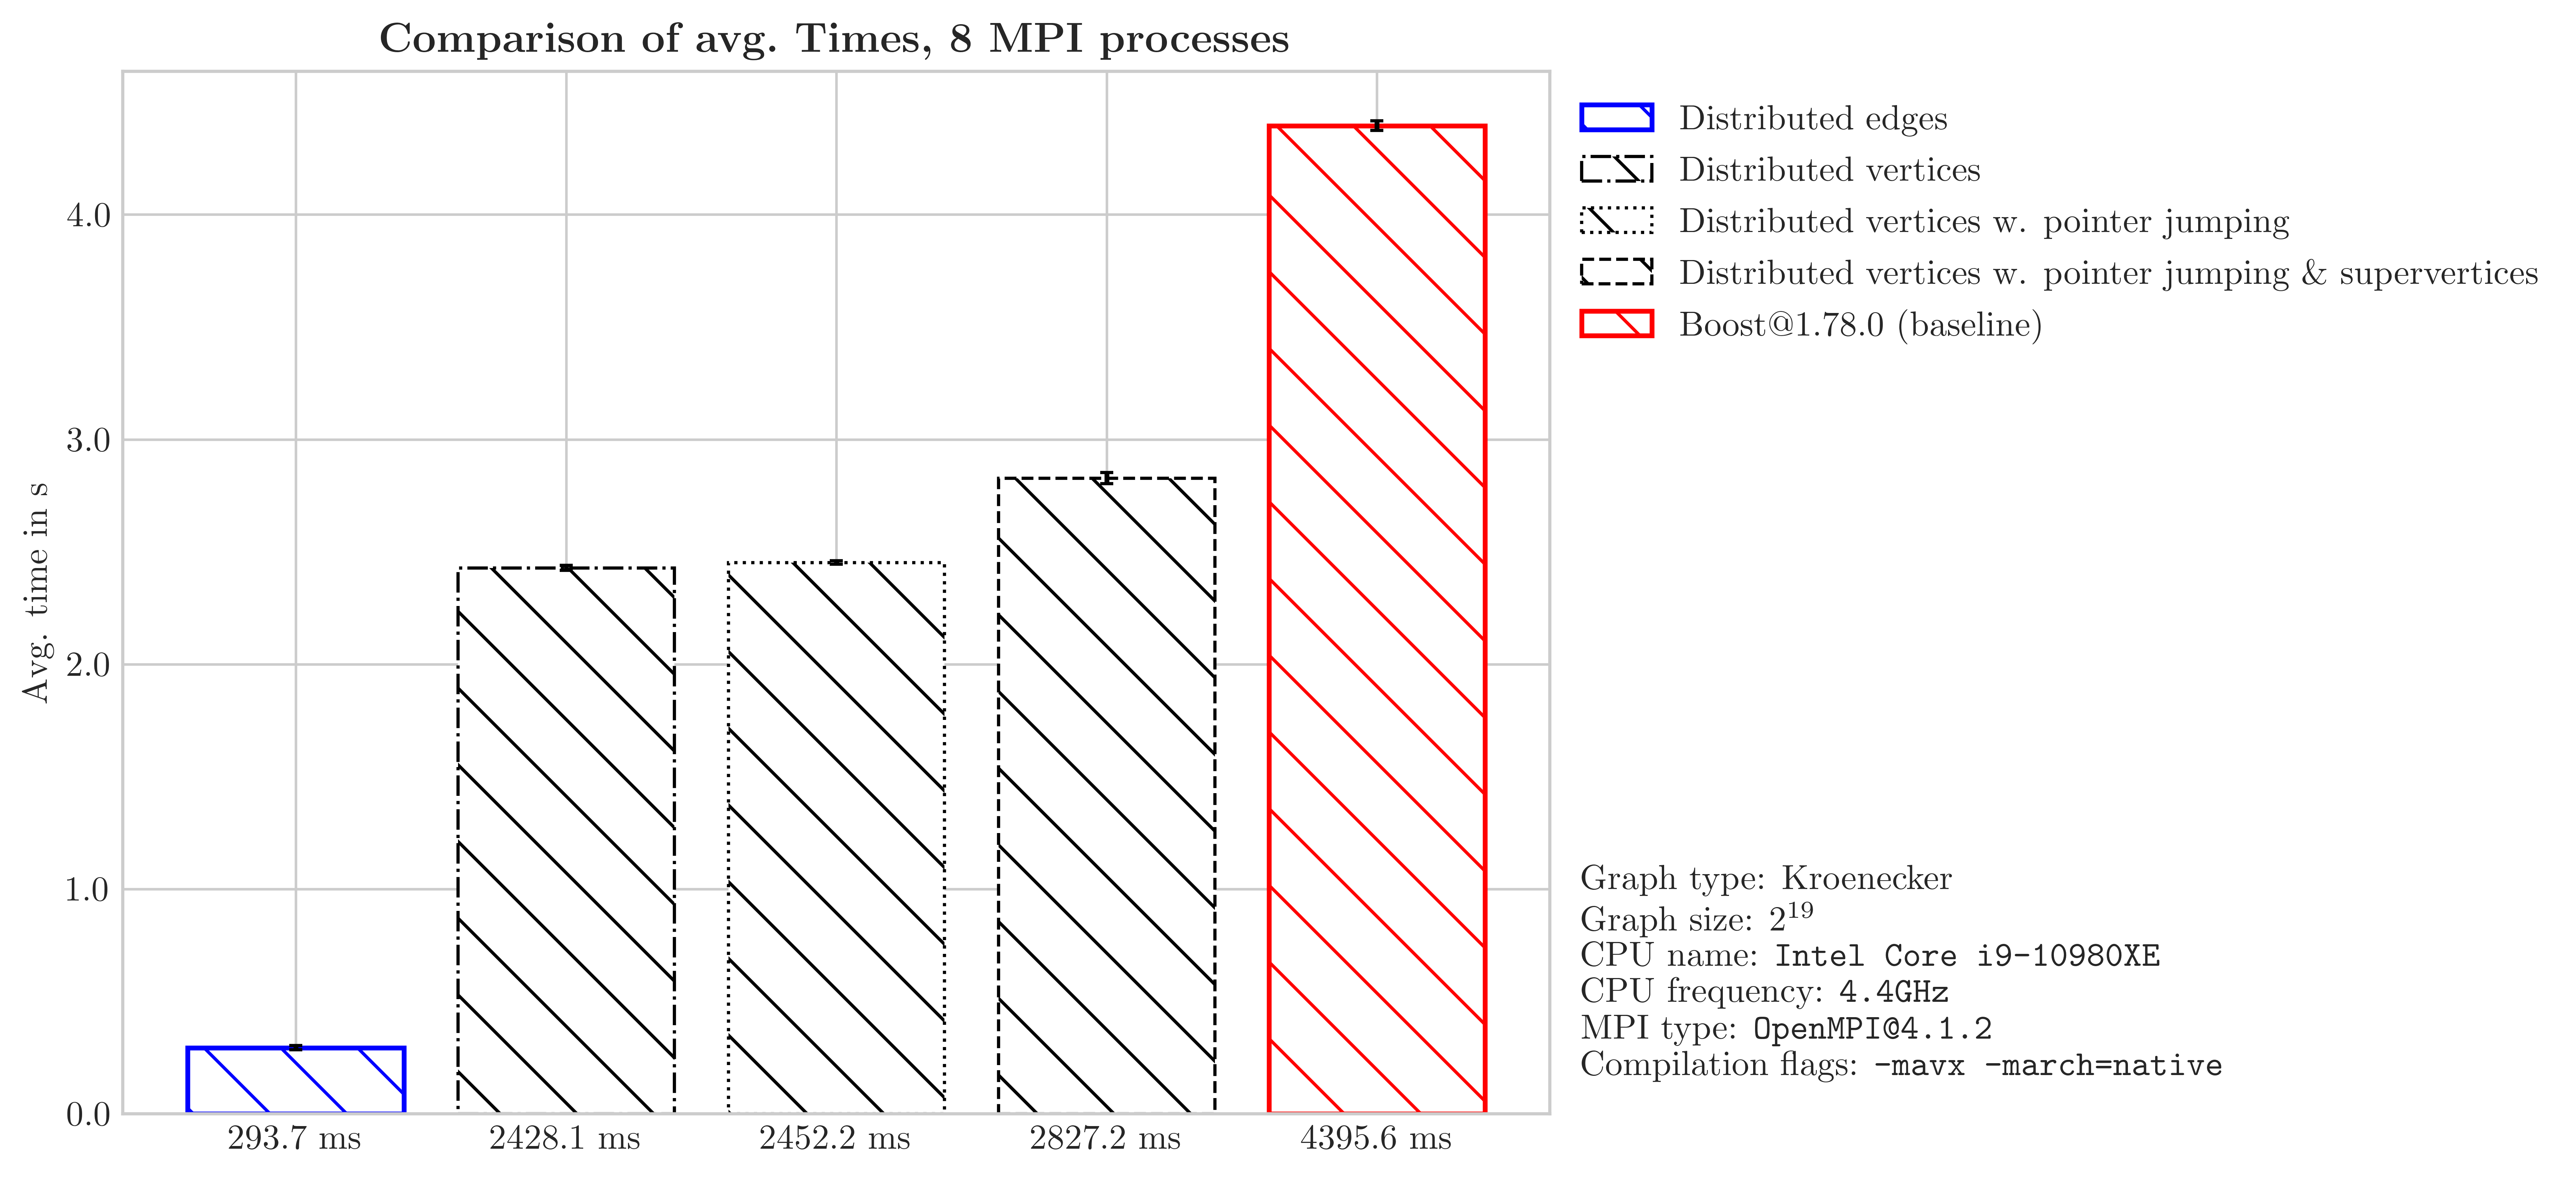 Comparison of avg. Times, 8 MPI processes
Avg. time in s
4.0
3.0
2.0
1.0
0.0
293.7 ms
2428.1 ms
2452.2 ms
2827.2 ms
4395.6 ms
Distributed edges
Distributed vertices
Distributed vertices w. pointer jumping
Distributed vertices w. pointer jumping & supervertices
Boost@1.78.0 (baseline)
Graph type: Kroenecker
Graph size: 2¹⁹
CPU name: Intel Core i9-10980XE
CPU frequency: 4.4GHz
MPI type: OpenMPI@4.1.2
Compilation flags: -mavx -march=native